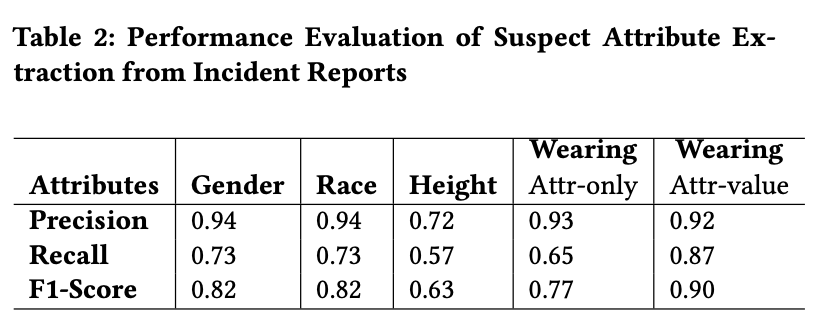 Table 2: Performance Evaluation of Suspect Attribute Ex-
traction from Incident Reports
Wearing Wearing
Attributes Gender Race Height Attr-only Attr-value
Precision 0.94 0.94 0.72 0.93 0.92
Recall 0.73 0.73 0.57 0.65 0.87
F1-Score 0.82 0.82 0.63 0.77 0.90